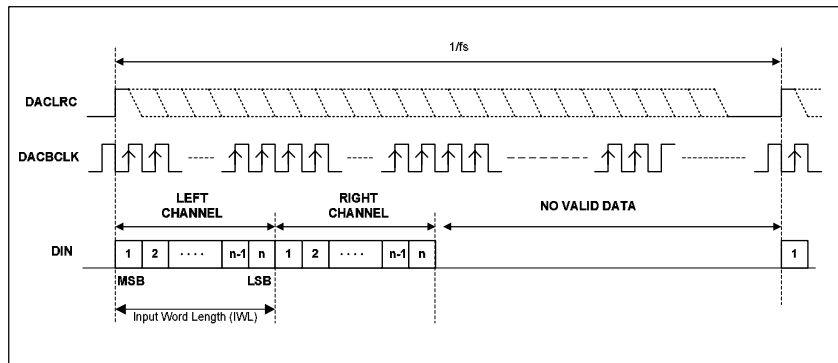 1/fs
DACLRC
DACBCLK
LEFT CHANNEL
RIGHT CHANNEL
NO VALID DATA
DIN
1 2 · · · · n-1 n 1 2 · · · · n-1 n 1
MSB LSB
Input Word Length (IWL)